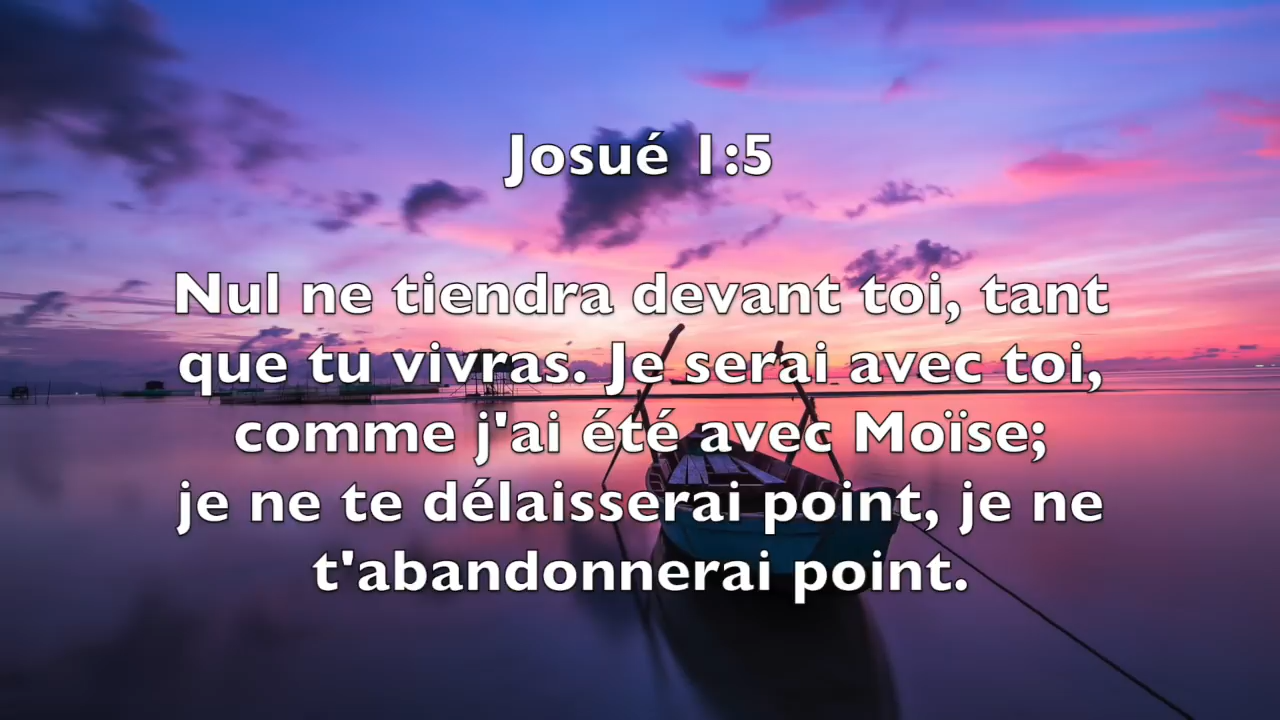 Josué 1:5
Nul ne tiendra devant toi, tant
que tu vivras. Je serai avec toi,
comme j'ai été avec Moïse;
je ne te délaisserai point, je ne
t'abandonnerai point.